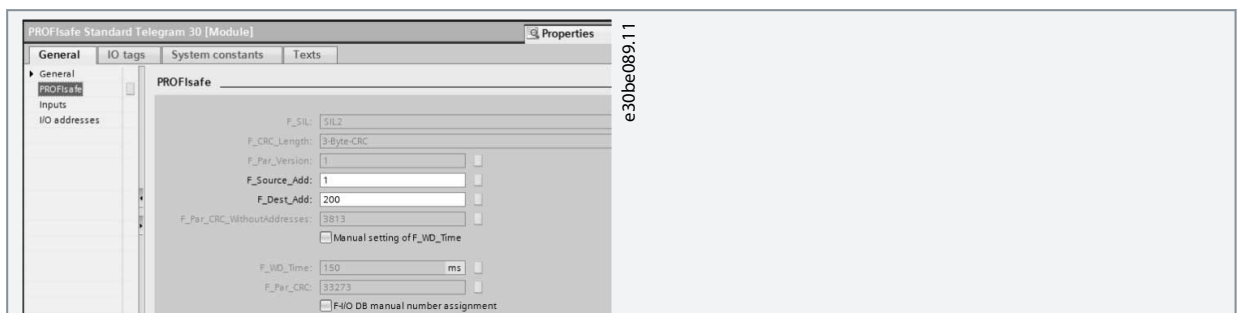 PROFIsafe Standard Telegram 30 [Module]
Properties
General
IO tags
System constants
Texts
General
PROFIsafe
Inputs
I/O addresses
PROFIsafe
F_SIL: SIL2
F_CRC_Length: 3-Byte-CRC
F_Par_Version: 1
F_Source_Add: 1
F_Dest_Add: 200
F_Par_CRC_WithoutAddresses: 3813
Manual setting of F_WD_Time
F_WD_Time: 150 ms
F_Par_CRC: 33273
F-I/O DB manual number assignment
e30be089.11